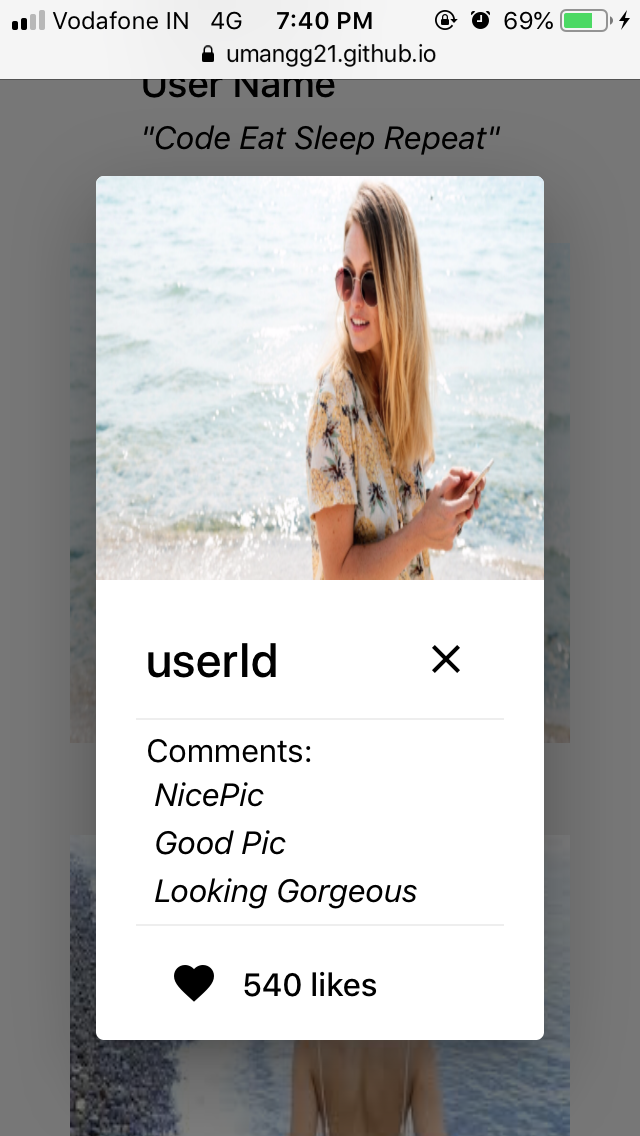 Vodafone IN 4G 7:40 PM 69%
umangg21.github.io
User Name
"Code Eat Sleep Repeat"
userId
Comments:
NicePic
Good Pic
Looking Gorgeous
540 likes